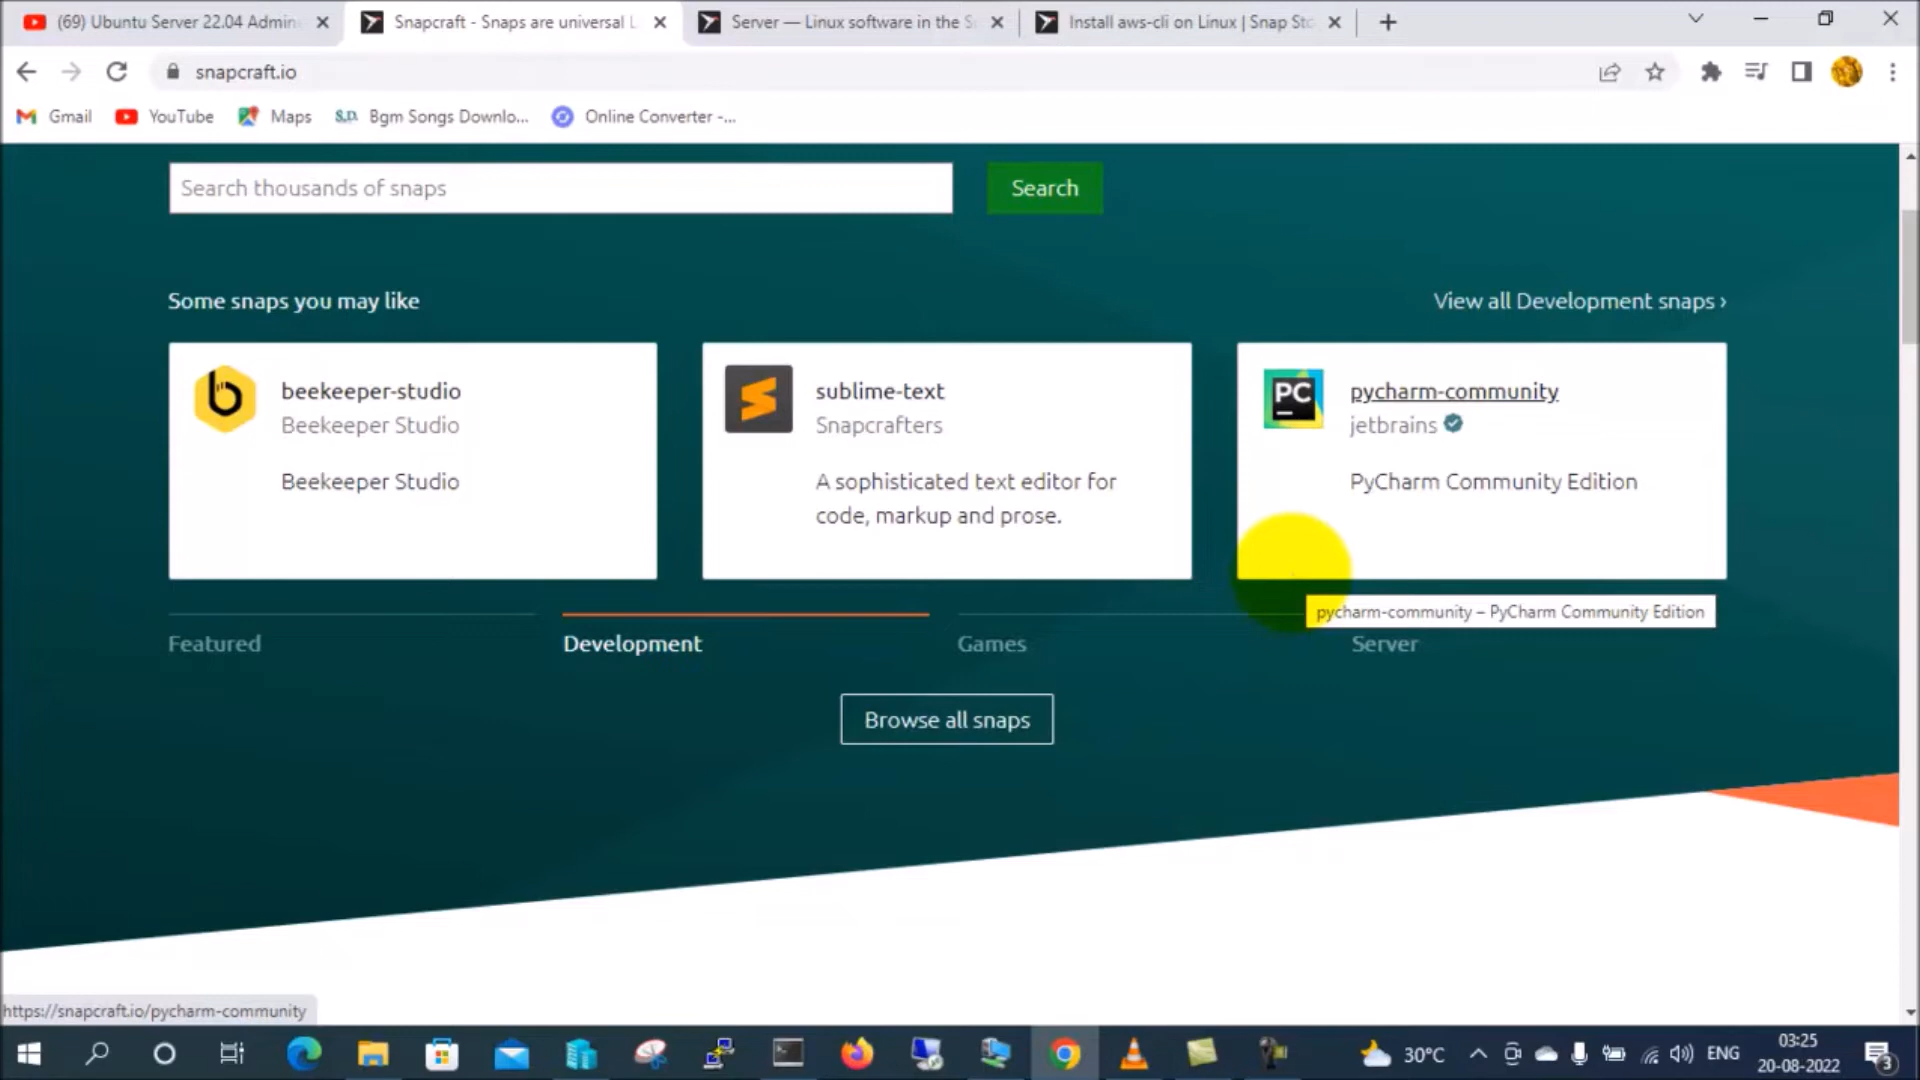 (69) Ubuntu Server 22.04 Admin
Snapcraft - Snaps are universal L
Server — Linux software in the S
Install aws-cli on Linux | Snap Sto
snapcraft.io
Gmail
YouTube
Maps
S.D.
Bgm Songs Downlo...
Online Converter -...
Search thousands of snaps
Search
Some snaps you may like
View all Development snaps ›
b
beekeeper-studio
Beekeeper Studio
Beekeeper Studio
sublime-text
Snapcrafters
A sophisticated text editor for
code, markup and prose.
PC
pycharm-community
jetbrains
PyCharm Community Edition
pycharm-community – PyCharm Community Edition
Featured
Development
Games
Server
Browse all snaps
https://snapcraft.io/pycharm-community
30°C
ENG
03:25
20-08-2022
3